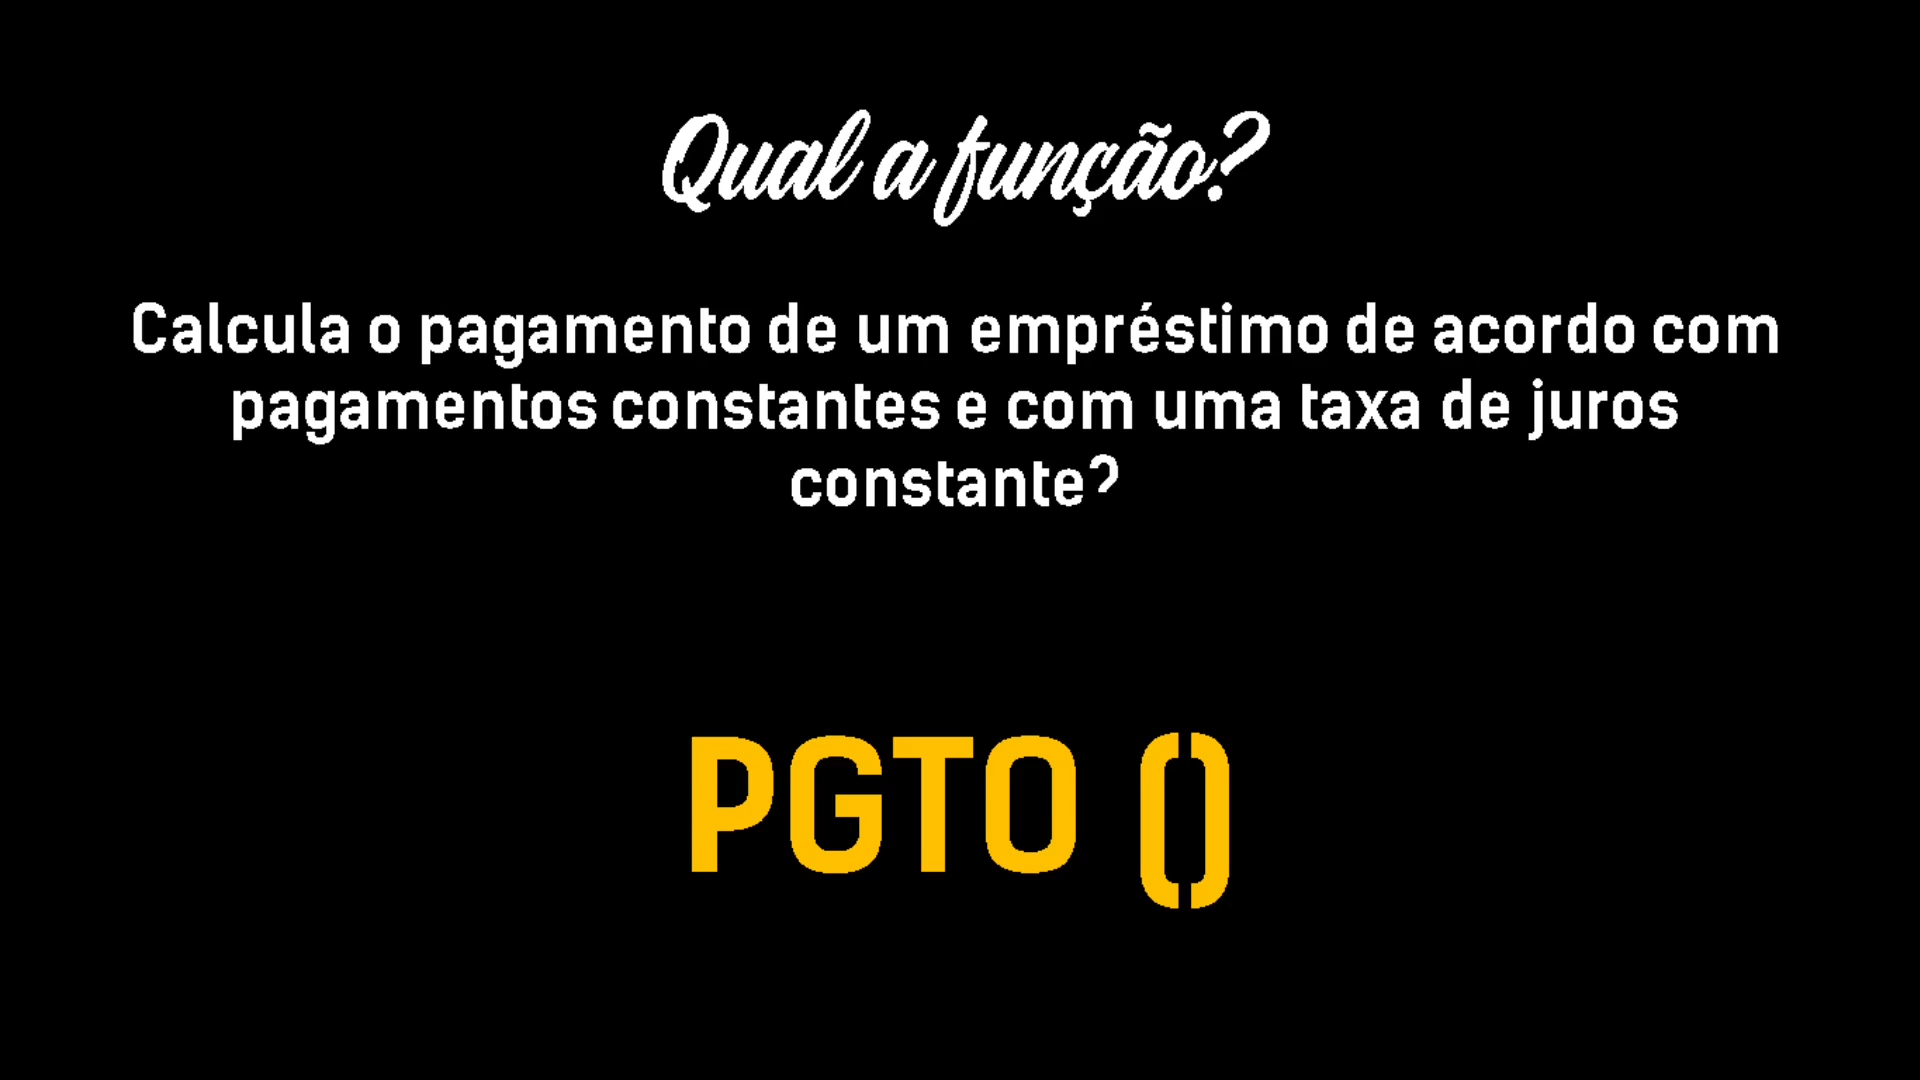 Qual a função?
Calcula o pagamento de um empréstimo de acordo com
pagamentos constantes e com uma taxa de juros
constante?
PGTO ()